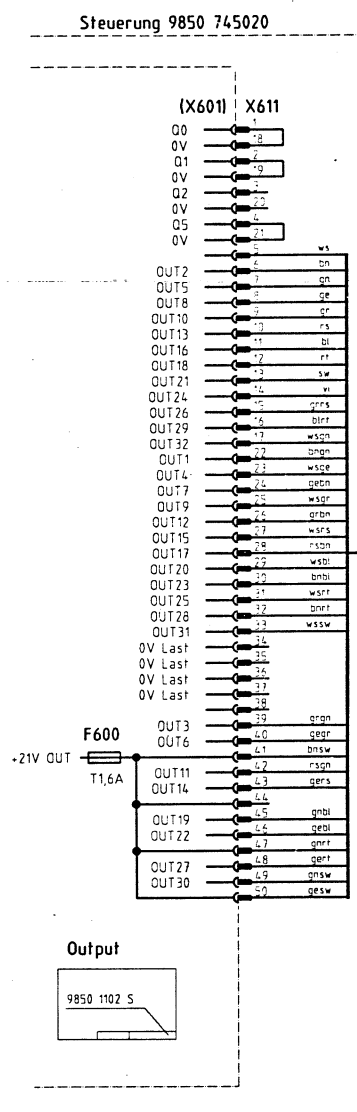 Steuerung 9850 745020
(X601) X611
Q0 1
0V 18
Q1 2
0V 19
Q2 3
0V 20
Q5 4
0V 21
5 ws
OUT2 6 bn
OUT5 7 gn
OUT8 8 ge
OUT10 9 gr
OUT13 10 rs
OUT16 11 bl
OUT18 12 rt
OUT21 13 sw
OUT24 14 vi
OUT26 15 grrs
OUT29 16 blrt
OUT32 17 wsgn
OUT1 22 bngn
OUT4 23 wsge
OUT7 24 gebn
OUT9 25 wsgr
OUT12 26 grbn
OUT15 27 wsrs
OUT17 28 rsbn
OUT20 29 wsbl
OUT23 30 bnbl
OUT25 31 wsrt
OUT28 32 bnrt
OUT31 33 wssw
0V Last 34
0V Last 35
0V Last 36
0V Last 37
38
OUT3 39 grgn
OUT6 40 gegr
F600
+21V OUT 41 bnsw
T1,6A
OUT11 42 rsgn
OUT14 43 gers
44
OUT19 45 gnbl
OUT22 46 gebl
47 gnrt
OUT27 48 gert
OUT30 49 gnsw
50 gesw
Output
9850 1102 S